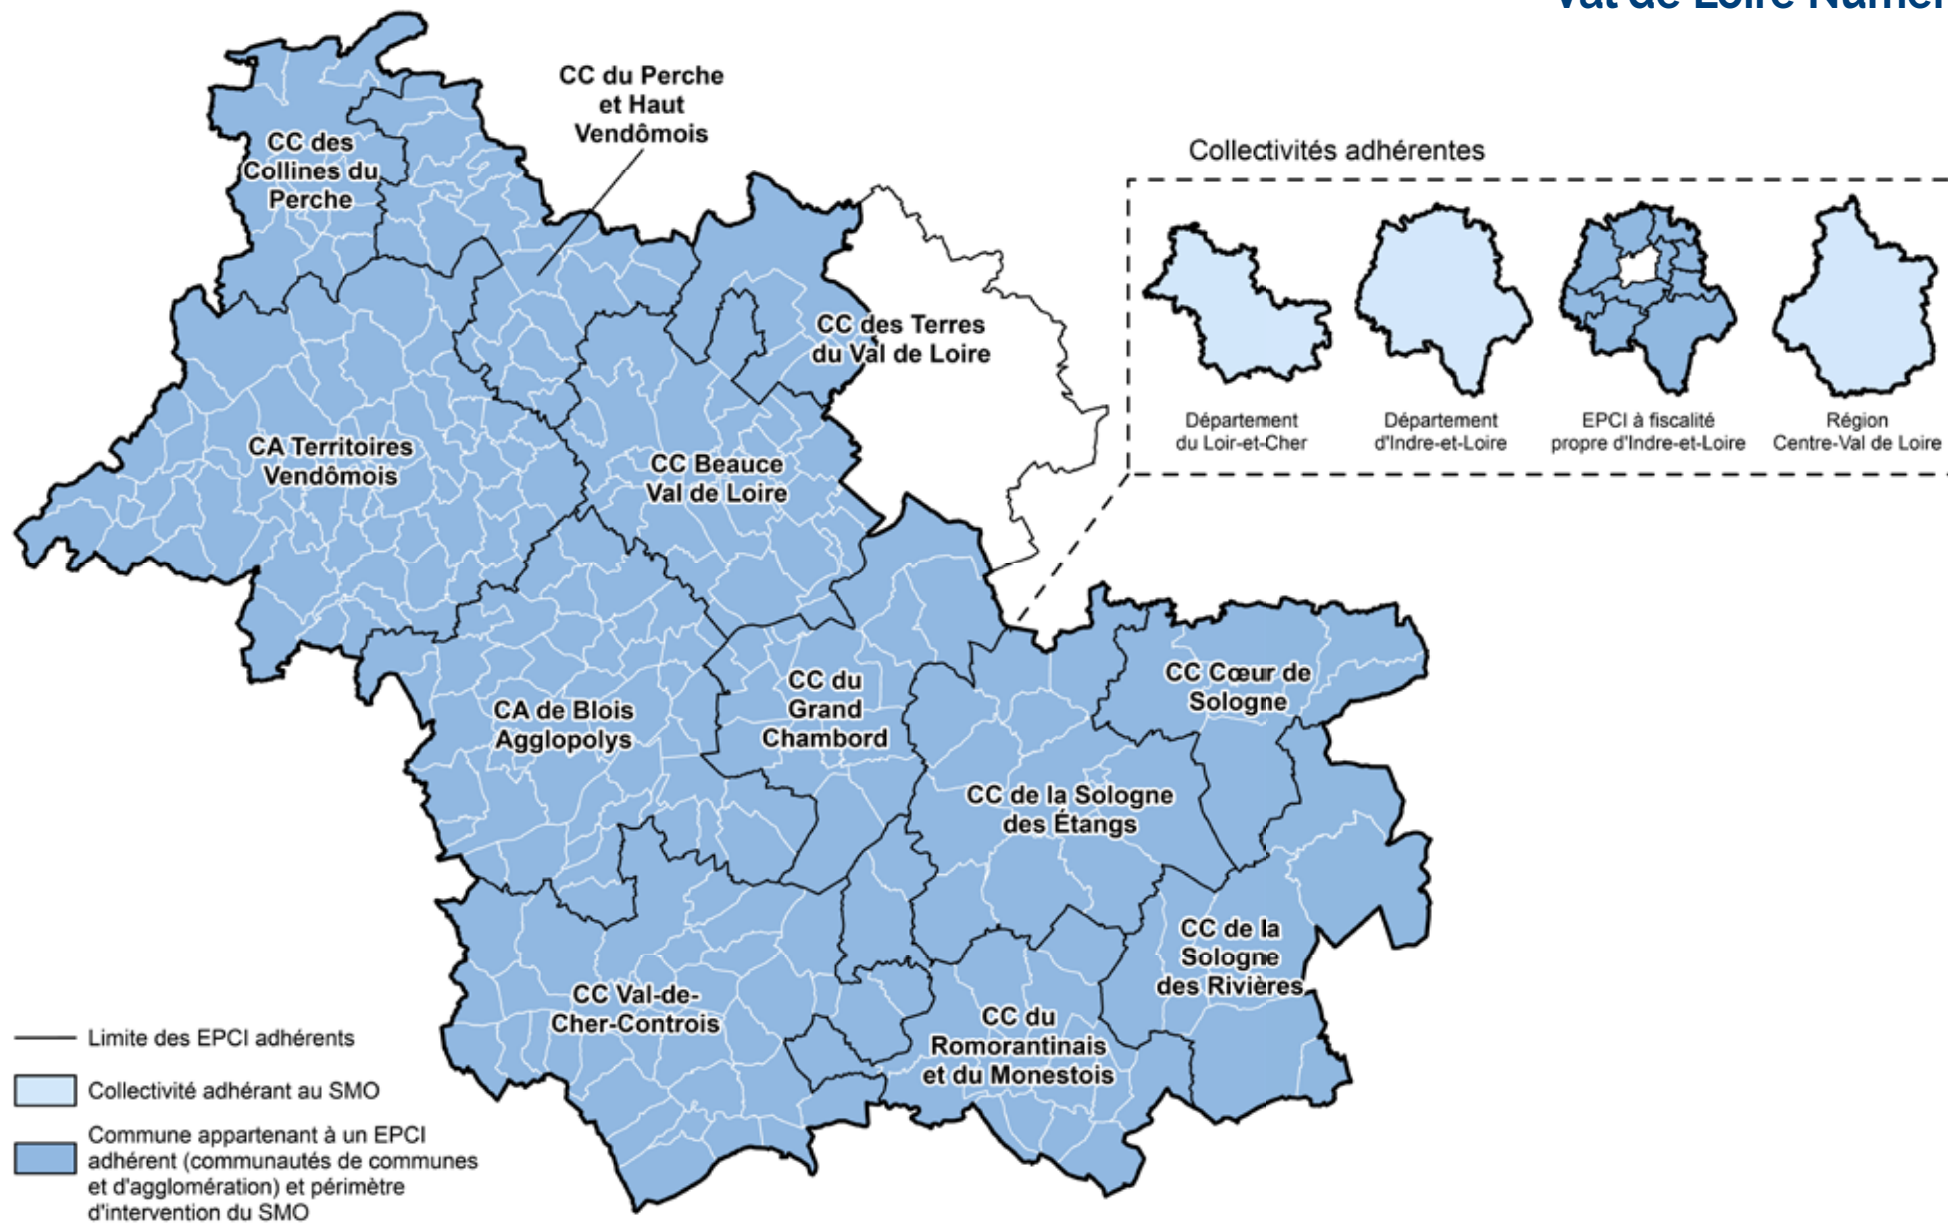 Val de Loire
CC du Perche
et Haut
Vendômois
CC des
Collines du
Perche
Collectivités adhérentes
CC des Terres
du Val de Loire
Département
du Loir-et-Cher
Département
d'Indre-et-Loire
EPCI à fiscalité
propre d'Indre-et-Loire
Région
Centre-Val de Loire
CA Territoires
Vendômois
CC Beauce
Val de Loire
CC Cœur de
Sologne
CC du
Grand
Chambord
CA de Blois
Agglopolys
CC de la Sologne
des Étangs
CC de la
Sologne
des Rivières
CC Val-de-
Cher-Controis
CC du
Romorantinais
et du Monestois
Limite des EPCI adhérents
Collectivité adhérant au SMO
Commune appartenant à un EPCI
adhérent (communautés de communes
et d'agglomération) et périmètre
d'intervention du SMO